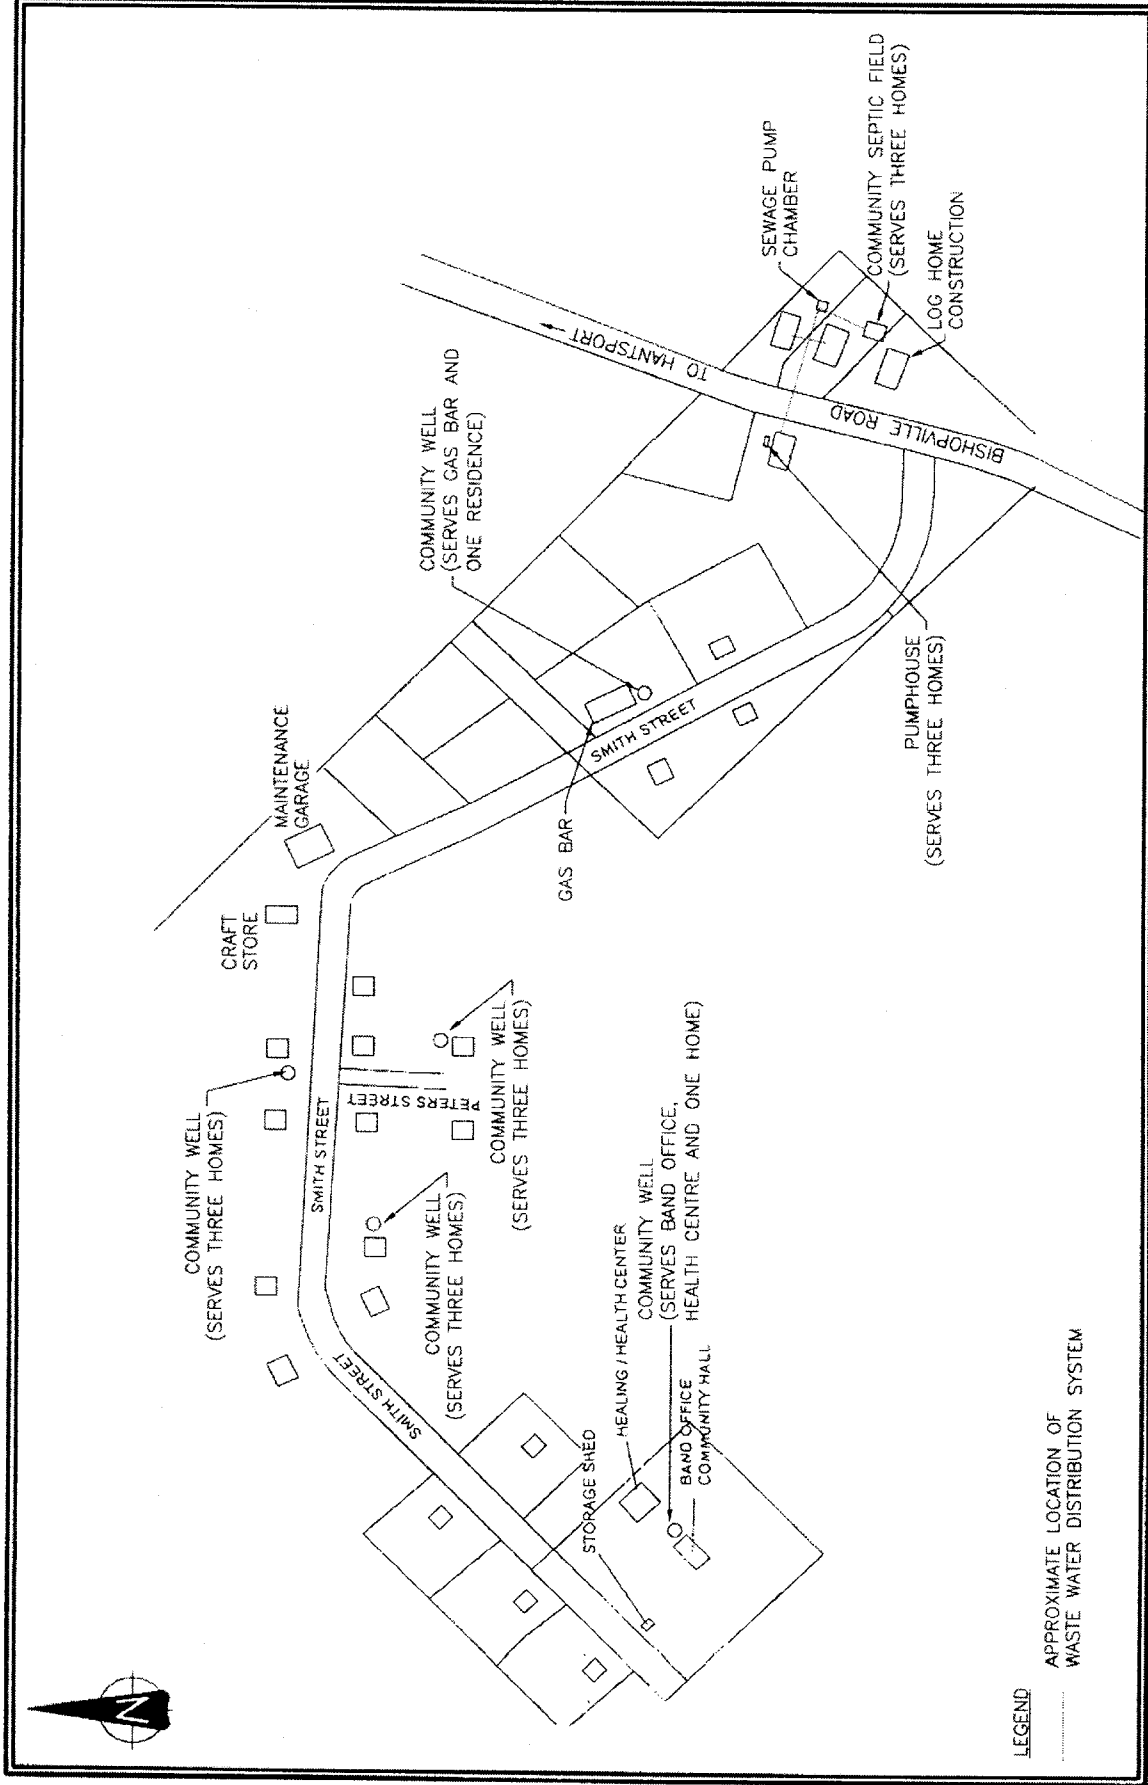 N
MAINTENANCE
GARAGE
CRAFT
STORE
COMMUNITY WELL
(SERVES THREE HOMES)
SMITH STREET
PETERS STREET
COMMUNITY WELL
(SERVES THREE HOMES)
COMMUNITY WELL
(SERVES THREE HOMES)
SMITH STREET
STORAGE SHED
HEALING / HEALTH CENTER
COMMUNITY WELL
(SERVES BAND OFFICE,
HEALTH CENTRE AND ONE HOME)
BAND OFFICE
COMMUNITY HALL
GAS BAR
SMITH STREET
COMMUNITY WELL
(SERVES GAS BAR AND
ONE RESIDENCE)
PUMPHOUSE
(SERVES THREE HOMES)
TO HANTSPORT
BISHOPVILLE ROAD
SEWAGE PUMP
CHAMBER
COMMUNITY SEPTIC FIELD
(SERVES THREE HOMES)
LOG HOME
CONSTRUCTION
LEGEND
APPROXIMATE LOCATION OF
WASTE WATER DISTRIBUTION SYSTEM